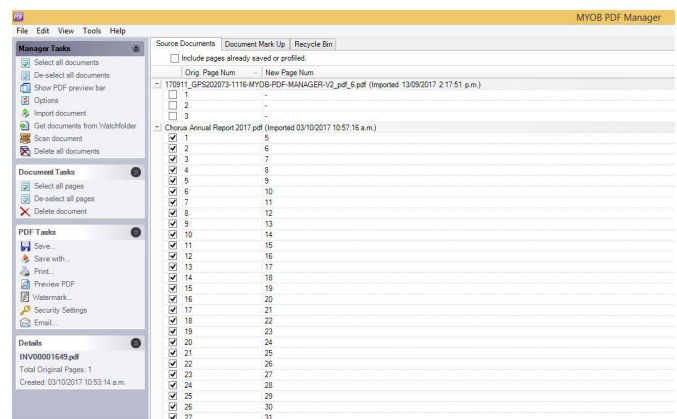 PDF MYOB PDF Manager
File Edit View Tools Help
Manager Tasks
Select all documents
De-select all documents
Show PDF preview bar
Options
Import document
Get documents from Watchfolder
Scan document
Delete all documents
Document Tasks
Select all pages
De-select all pages
Delete document
PDF Tasks
Save...
Save with...
Print...
Preview PDF
Watermark...
Security Settings
Email...
Details
INV00001649.pdf
Total Original Pages: 1
Created: 03/10/2017 10:53:14 a.m.
Source Documents Document Mark Up Recycle Bin
Include pages already saved or profiled.
Orig. Page Num New Page Num
170911_GPS202073-1116-MYOB-PDF-MANAGER-V2_pdf_6.pdf (Imported 13/09/2017 2:17:51 p.m.)
1 -
2 -
3 -
Chorus Annual Report 2017.pdf (Imported 03/10/2017 10:57:16 a.m.)
1 5
2 6
3 7
4 8
5 9
6 10
7 11
8 12
9 13
10 14
11 15
12 16
13 17
14 18
15 19
16 20
17 21
18 22
19 23
20 24
21 25
22 26
23 27
24 28
25 29
26 30
27 31